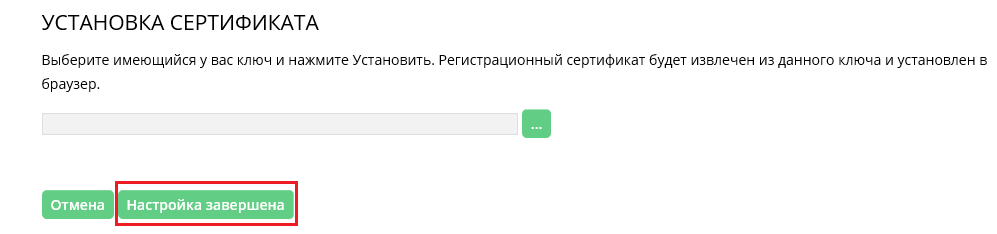 УСТАНОВКА СЕРТИФИКАТА
Выберите имеющийся у вас ключ и нажмите Установить. Регистрационный сертификат будет извлечен из данного ключа и установлен в
браузер.
...
Отмена Настройка завершена